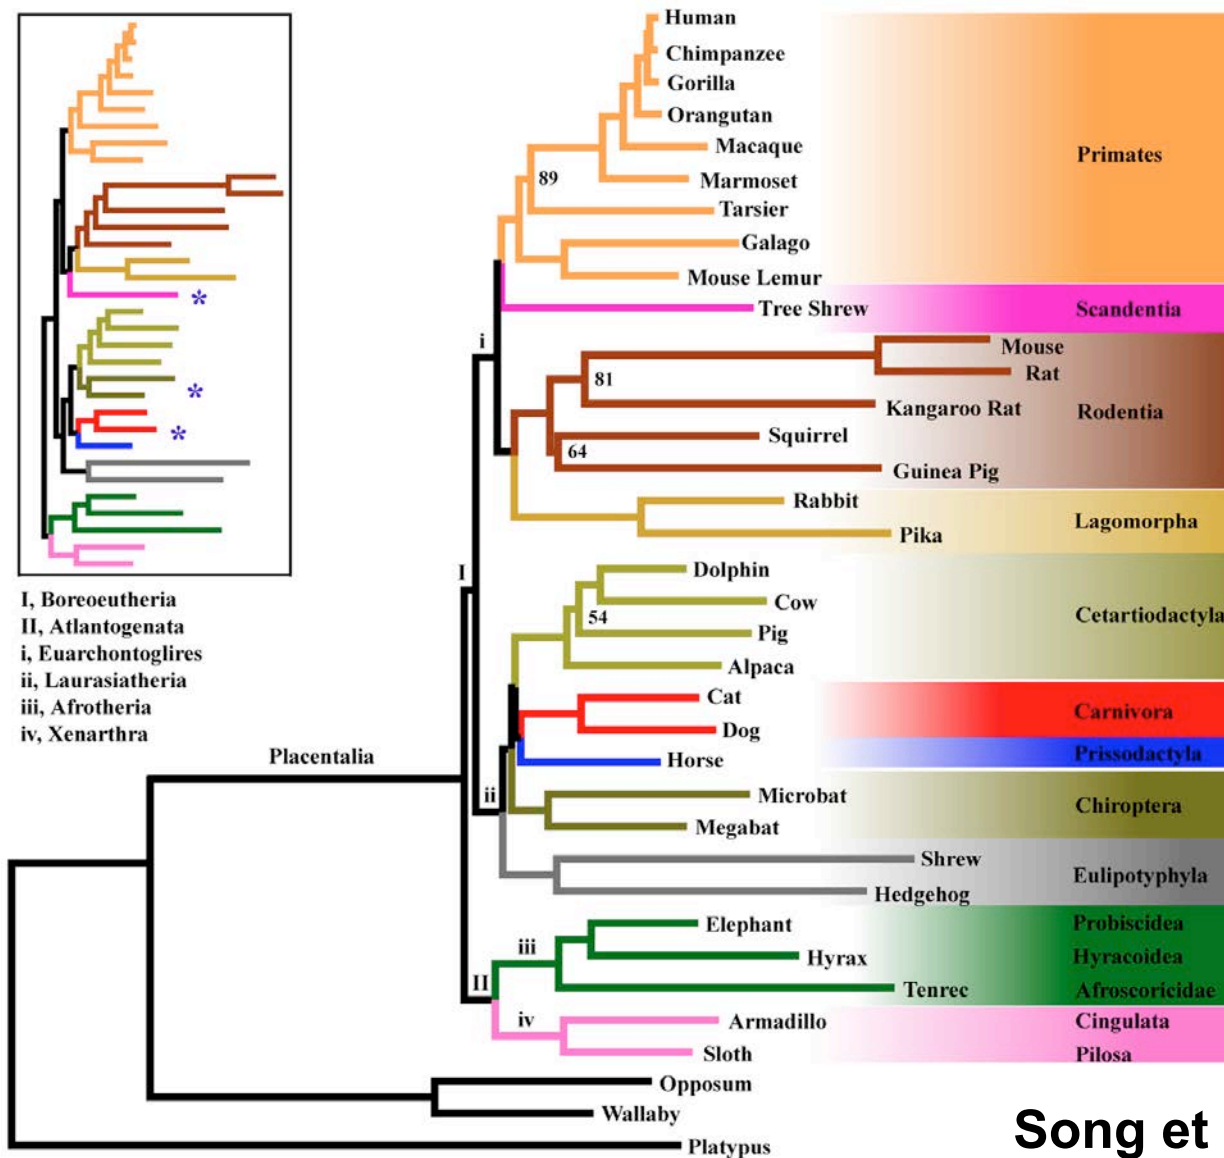 Human
Chimpanzee
Gorilla
Orangutan
Macaque
Primates
89
Marmoset
Tarsier
Galago
Mouse Lemur
*
Tree Shrew
Scandentia
i
Mouse
81
Rat
Kangaroo Rat
Rodentia
*
Squirrel
64
Guinea Pig
*
Rabbit
Lagomorpha
Pika
I
Dolphin
I, Boreoeutheria
Cow
54
Cetartiodactyla
II, Atlantogenata
Pig
i, Euarchontoglires
Alpaca
ii, Laurasiatheria
Cat
iii, Afrotheria
Carnivora
iv, Xenarthra
Dog
Placentalia
Horse
Prissodactyla
ii
Microbat
Chiroptera
Megabat
Shrew
Eulipotyphyla
Hedgehog
Elephant
Probiscidea
iii
Hyrax
Hyracoidea
II
Tenrec
Afroscoricidae
iv
Armadillo
Cingulata
Sloth
Pilosa
Opposum
Wallaby
Song et
Platypus